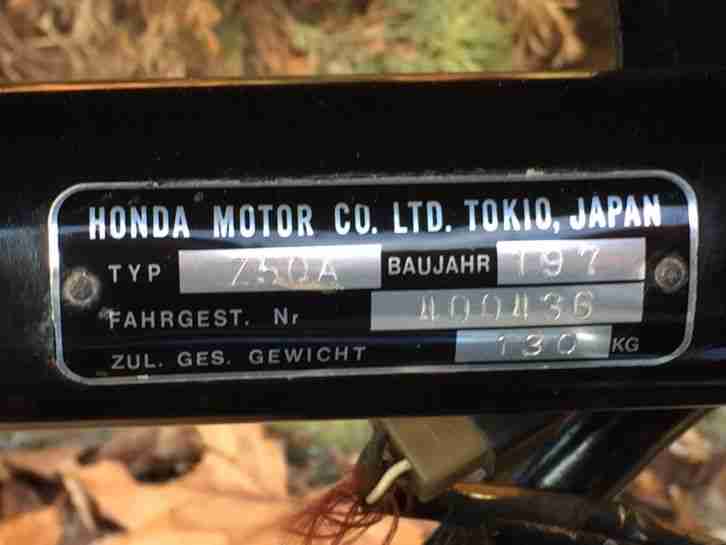 HONDA MOTOR CO. LTD. TOKIO, JAPAN
TYP Z50A BAUJAHR 197
FAHRGEST. Nr 400436
ZUL. GES. GEWICHT 130 KG